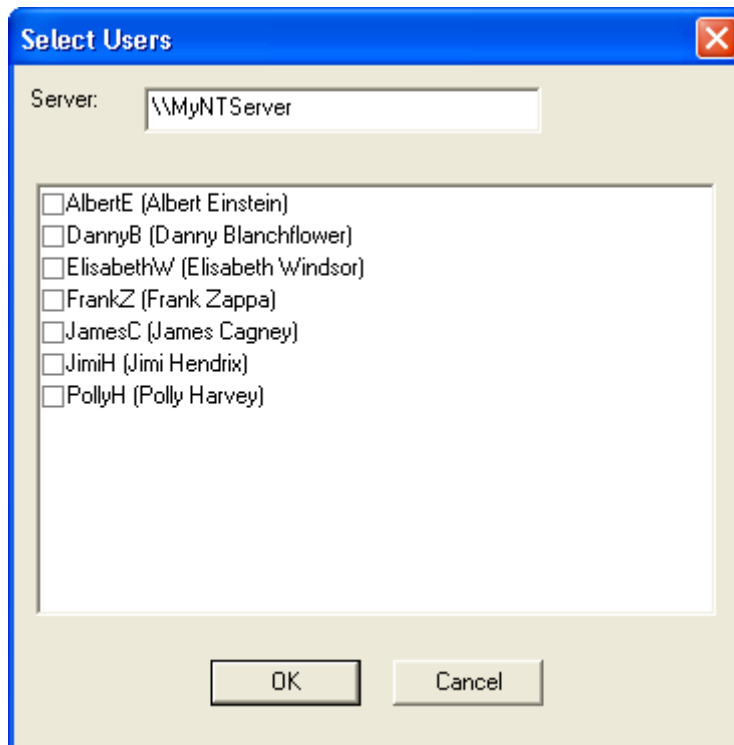 Select Users
Server: \\MyNTServer
AlbertE (Albert Einstein)
DannyB (Danny Blanchflower)
ElisabethW (Elisabeth Windsor)
FrankZ (Frank Zappa)
JamesC (James Cagney)
JimiH (Jimi Hendrix)
PollyH (Polly Harvey)
OK Cancel